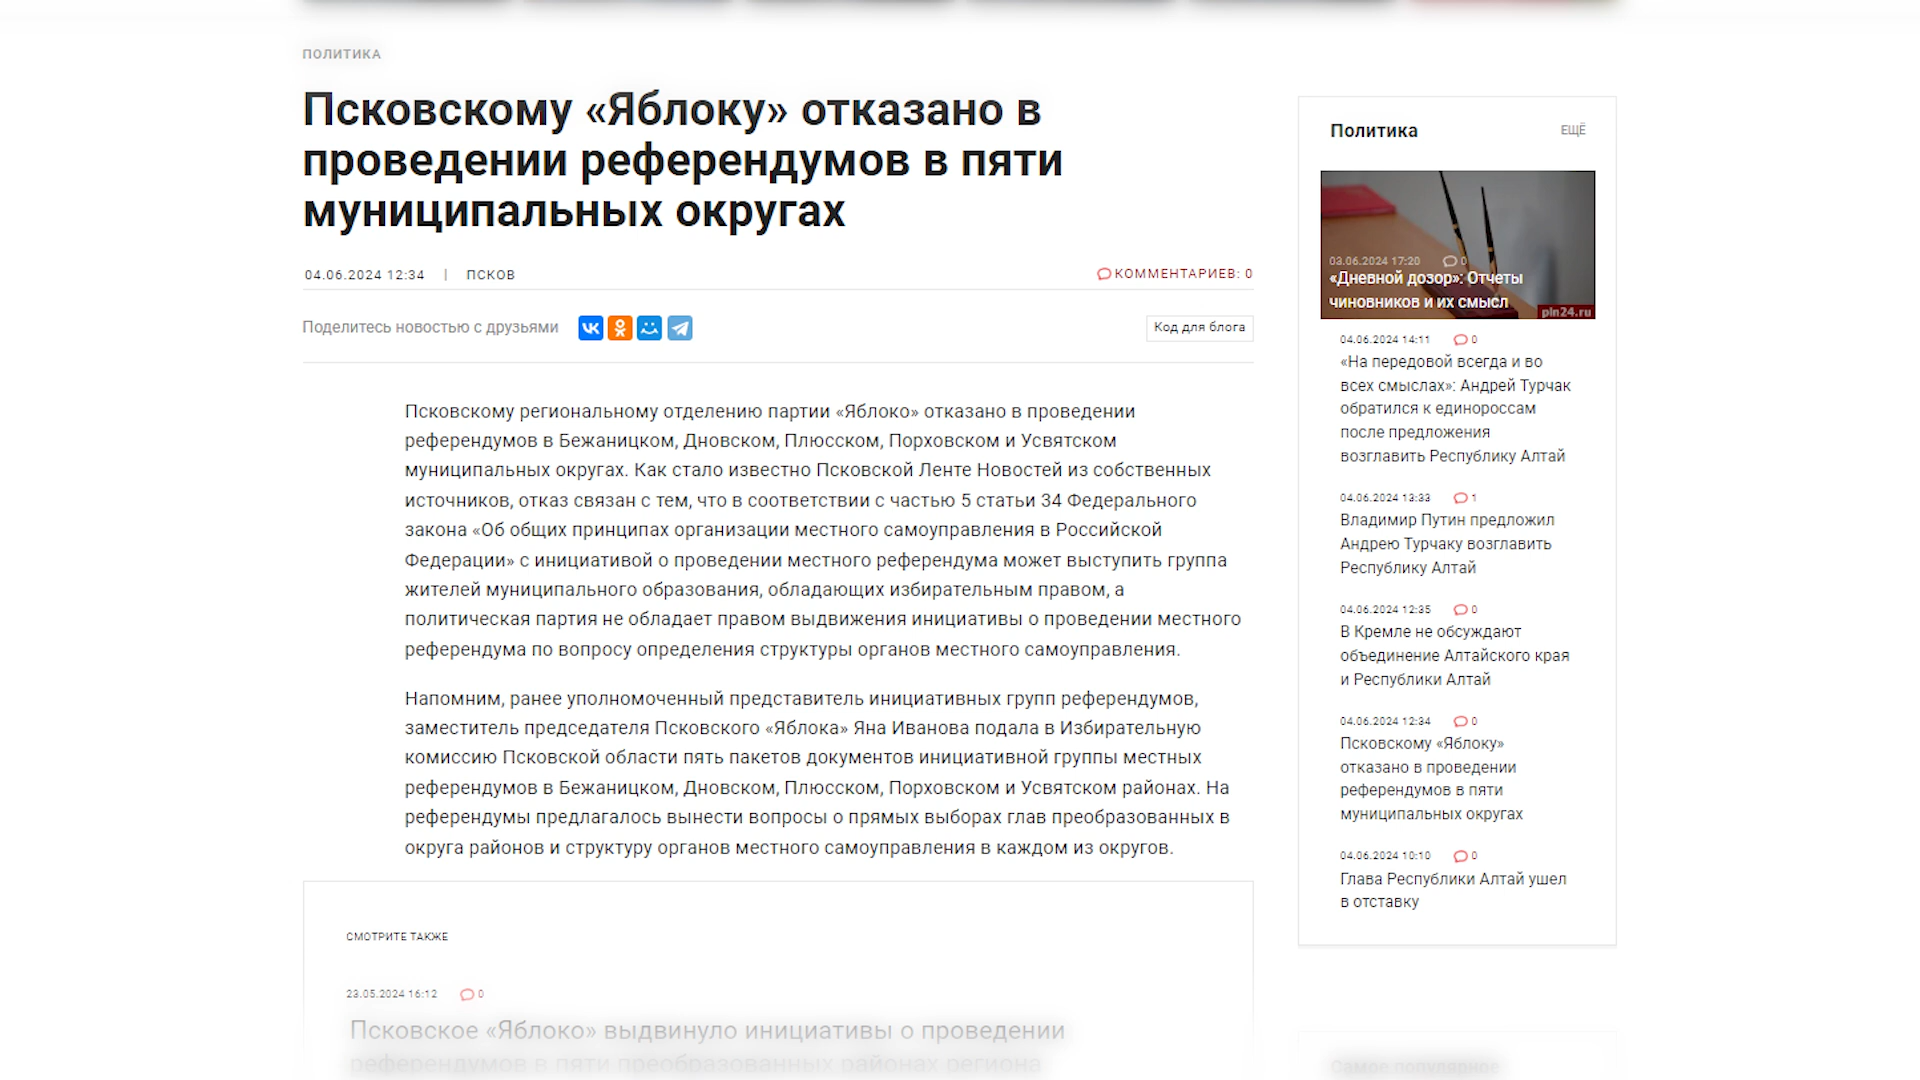 ПОЛИТИКА
Псковскому «Яблоку» отказано в
проведении референдумов в пяти
муниципальных округах
04.06.2024 12:34 | ПСКОВ
КОММЕНТАРИЕВ: 0
Поделитесь новостью с друзьями
Код для блога
Псковскому региональному отделению партии «Яблоко» отказано в проведении
референдумов в Бежаницком, Дновском, Плюсском, Порховском и Усвятском
муниципальных округах. Как стало известно Псковской Ленте Новостей из собственных
источников, отказ связан с тем, что в соответствии с частью 5 статьи 34 Федерального
закона «Об общих принципах организации местного самоуправления в Российской
Федерации» с инициативой о проведении местного референдума может выступить группа
жителей муниципального образования, обладающих избирательным правом, а
политическая партия не обладает правом выдвижения инициативы о проведении местного
референдума по вопросу определения структуры органов местного самоуправления.
Напомним, ранее уполномоченный представитель инициативных групп референдумов,
заместитель председателя Псковского «Яблока» Яна Иванова подала в Избирательную
комиссию Псковской области пять пакетов документов инициативной группы местных
референдумов в Бежаницком, Дновском, Плюсском, Порховском и Усвятском районах. На
референдумы предлагалось вынести вопросы о прямых выборах глав преобразованных в
округа районов и структуру органов местного самоуправления в каждом из округов.
СМОТРИТЕ ТАКЖЕ
23.05.2024 16:12 0
Псковское «Яблоко» выдвинуло инициативы о проведении
референдумов в пяти преобразованных районах региона
Политика
ЕЩЁ
03.06.2024 17:20 0
«Дневной дозор»: Отчеты
чиновников и их смысл
pln24.ru
04.06.2024 14:11 0
«На передовой всегда и во
всех смыслах»: Андрей Турчак
обратился к единороссам
после предложения
возглавить Республику Алтай
04.06.2024 13:33 1
Владимир Путин предложил
Андрею Турчаку возглавить
Республику Алтай
04.06.2024 12:35 0
В Кремле не обсуждают
объединение Алтайского края
и Республики Алтай
04.06.2024 12:34 0
Псковскому «Яблоку»
отказано в проведении
референдумов в пяти
муниципальных округах
04.06.2024 10:10 0
Глава Республики Алтай ушел
в отставку
Самое популярное